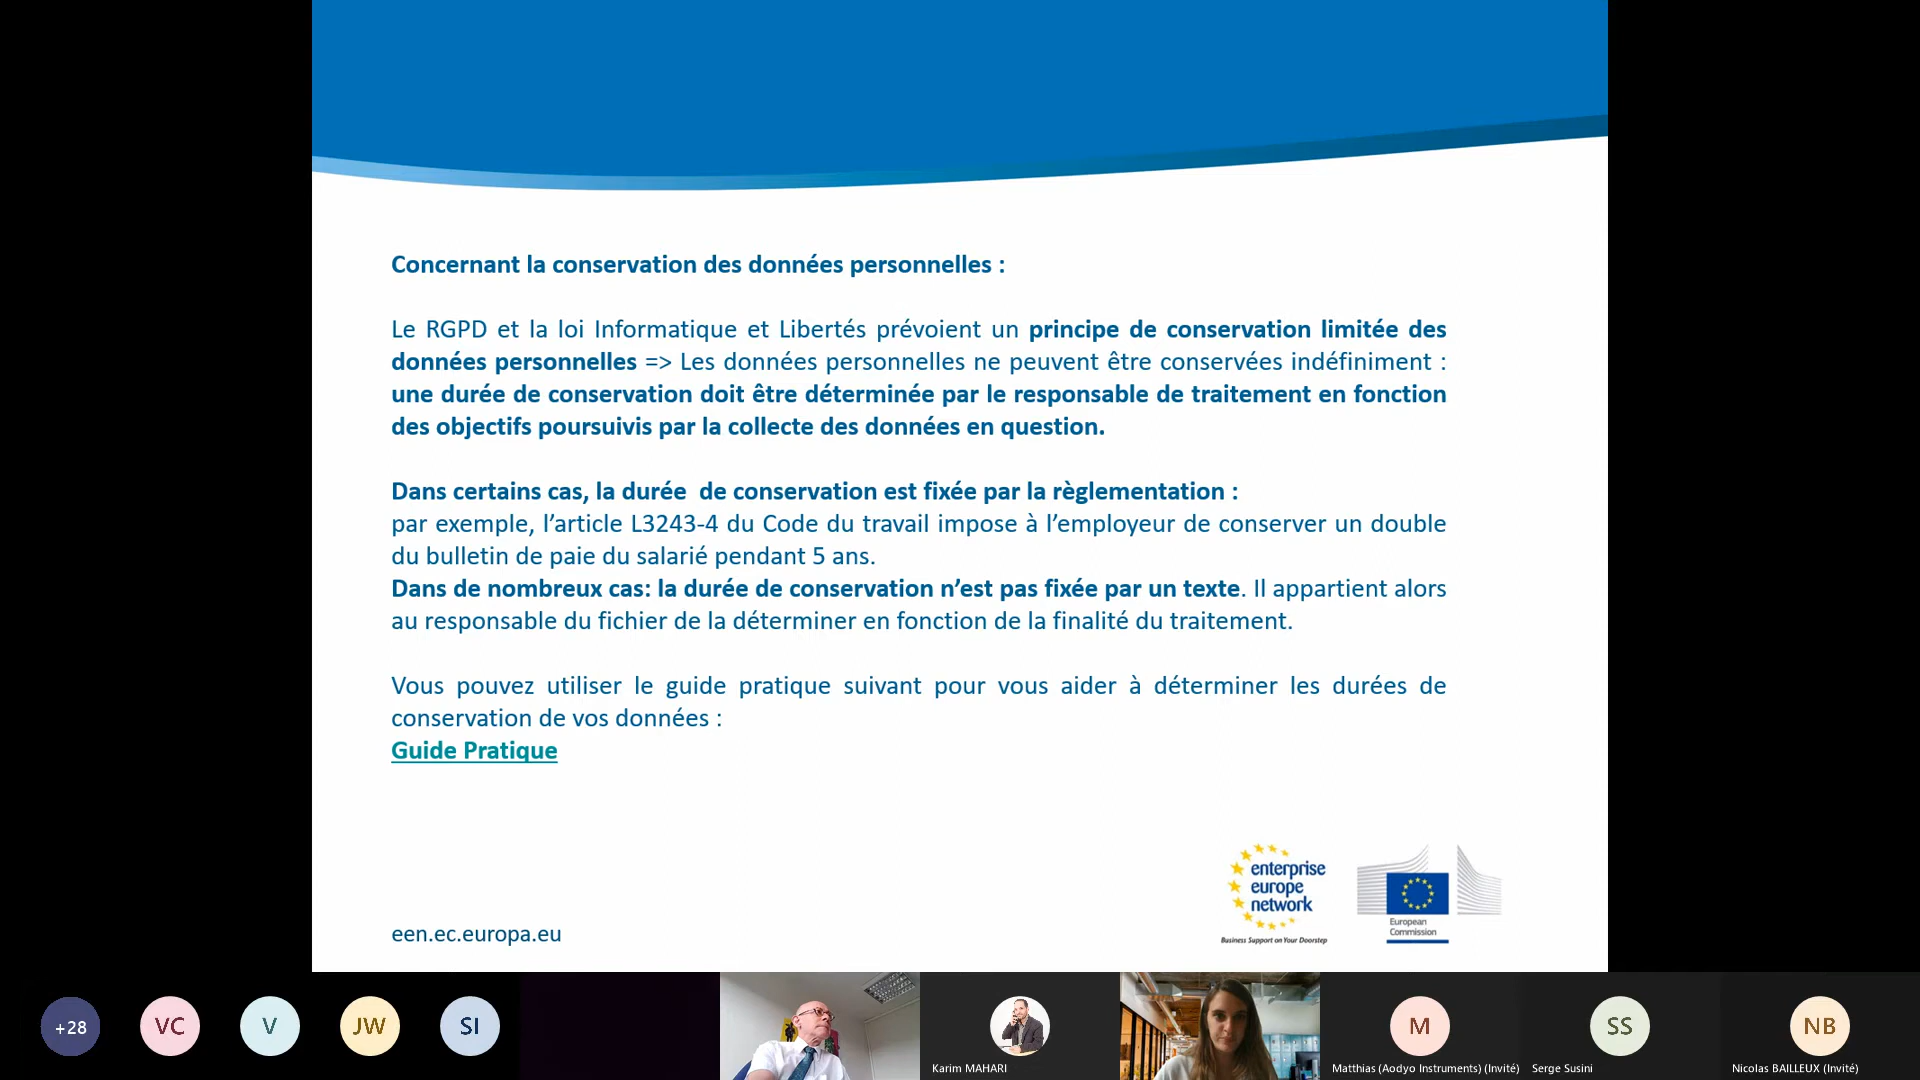 Concernant la conservation des données personnelles :
Le RGPD et la loi Informatique et Libertés prévoient un principe de conservation limitée des
données personnelles => Les données personnelles ne peuvent être conservées indéfiniment :
une durée de conservation doit être déterminée par le responsable de traitement en fonction
des objectifs poursuivis par la collecte des données en question.
Dans certains cas, la durée  de conservation est fixée par la règlementation :
par exemple, l’article L3243-4 du Code du travail impose à l’employeur de conserver un double
du bulletin de paie du salarié pendant 5 ans.
Dans de nombreux cas: la durée de conservation n’est pas fixée par un texte. Il appartient alors
au responsable du fichier de la déterminer en fonction de la finalité du traitement.
Vous pouvez utiliser le guide pratique suivant pour vous aider à déterminer les durées de
conservation de vos données :
Guide Pratique
enterprise
europe
network
Business Support on Your Doorstep
European
Commission
een.ec.europa.eu
+28
VC
V
JW
SI
Karim MAHARI
M
Matthias (Aodyo Instruments) (Invité)
SS
Serge Susini
NB
Nicolas BAILLEUX (Invité)